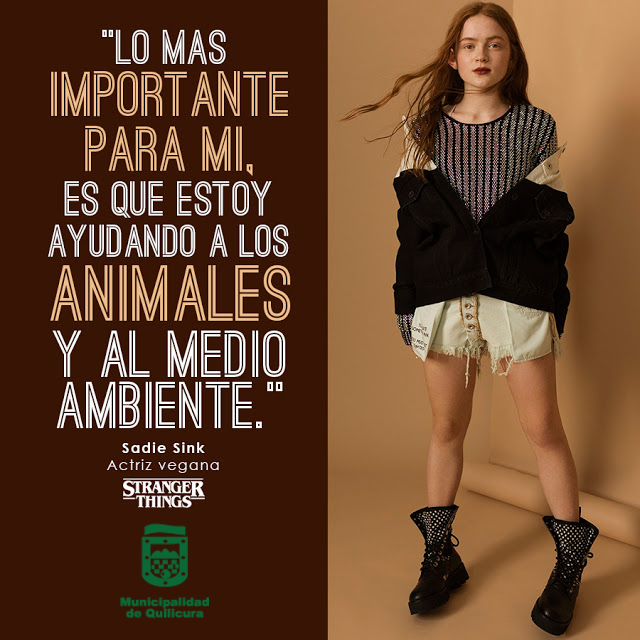 "LO MAS
IMPORTANTE
PARA MI,
ES QUE ESTOY
AYUDANDO A LOS
ANIMALES
Y AL MEDIO
AMBIENTE."
Sadie Sink
Actriz vegana
STRANGER
THINGS
Municipalidad
de Quilicura